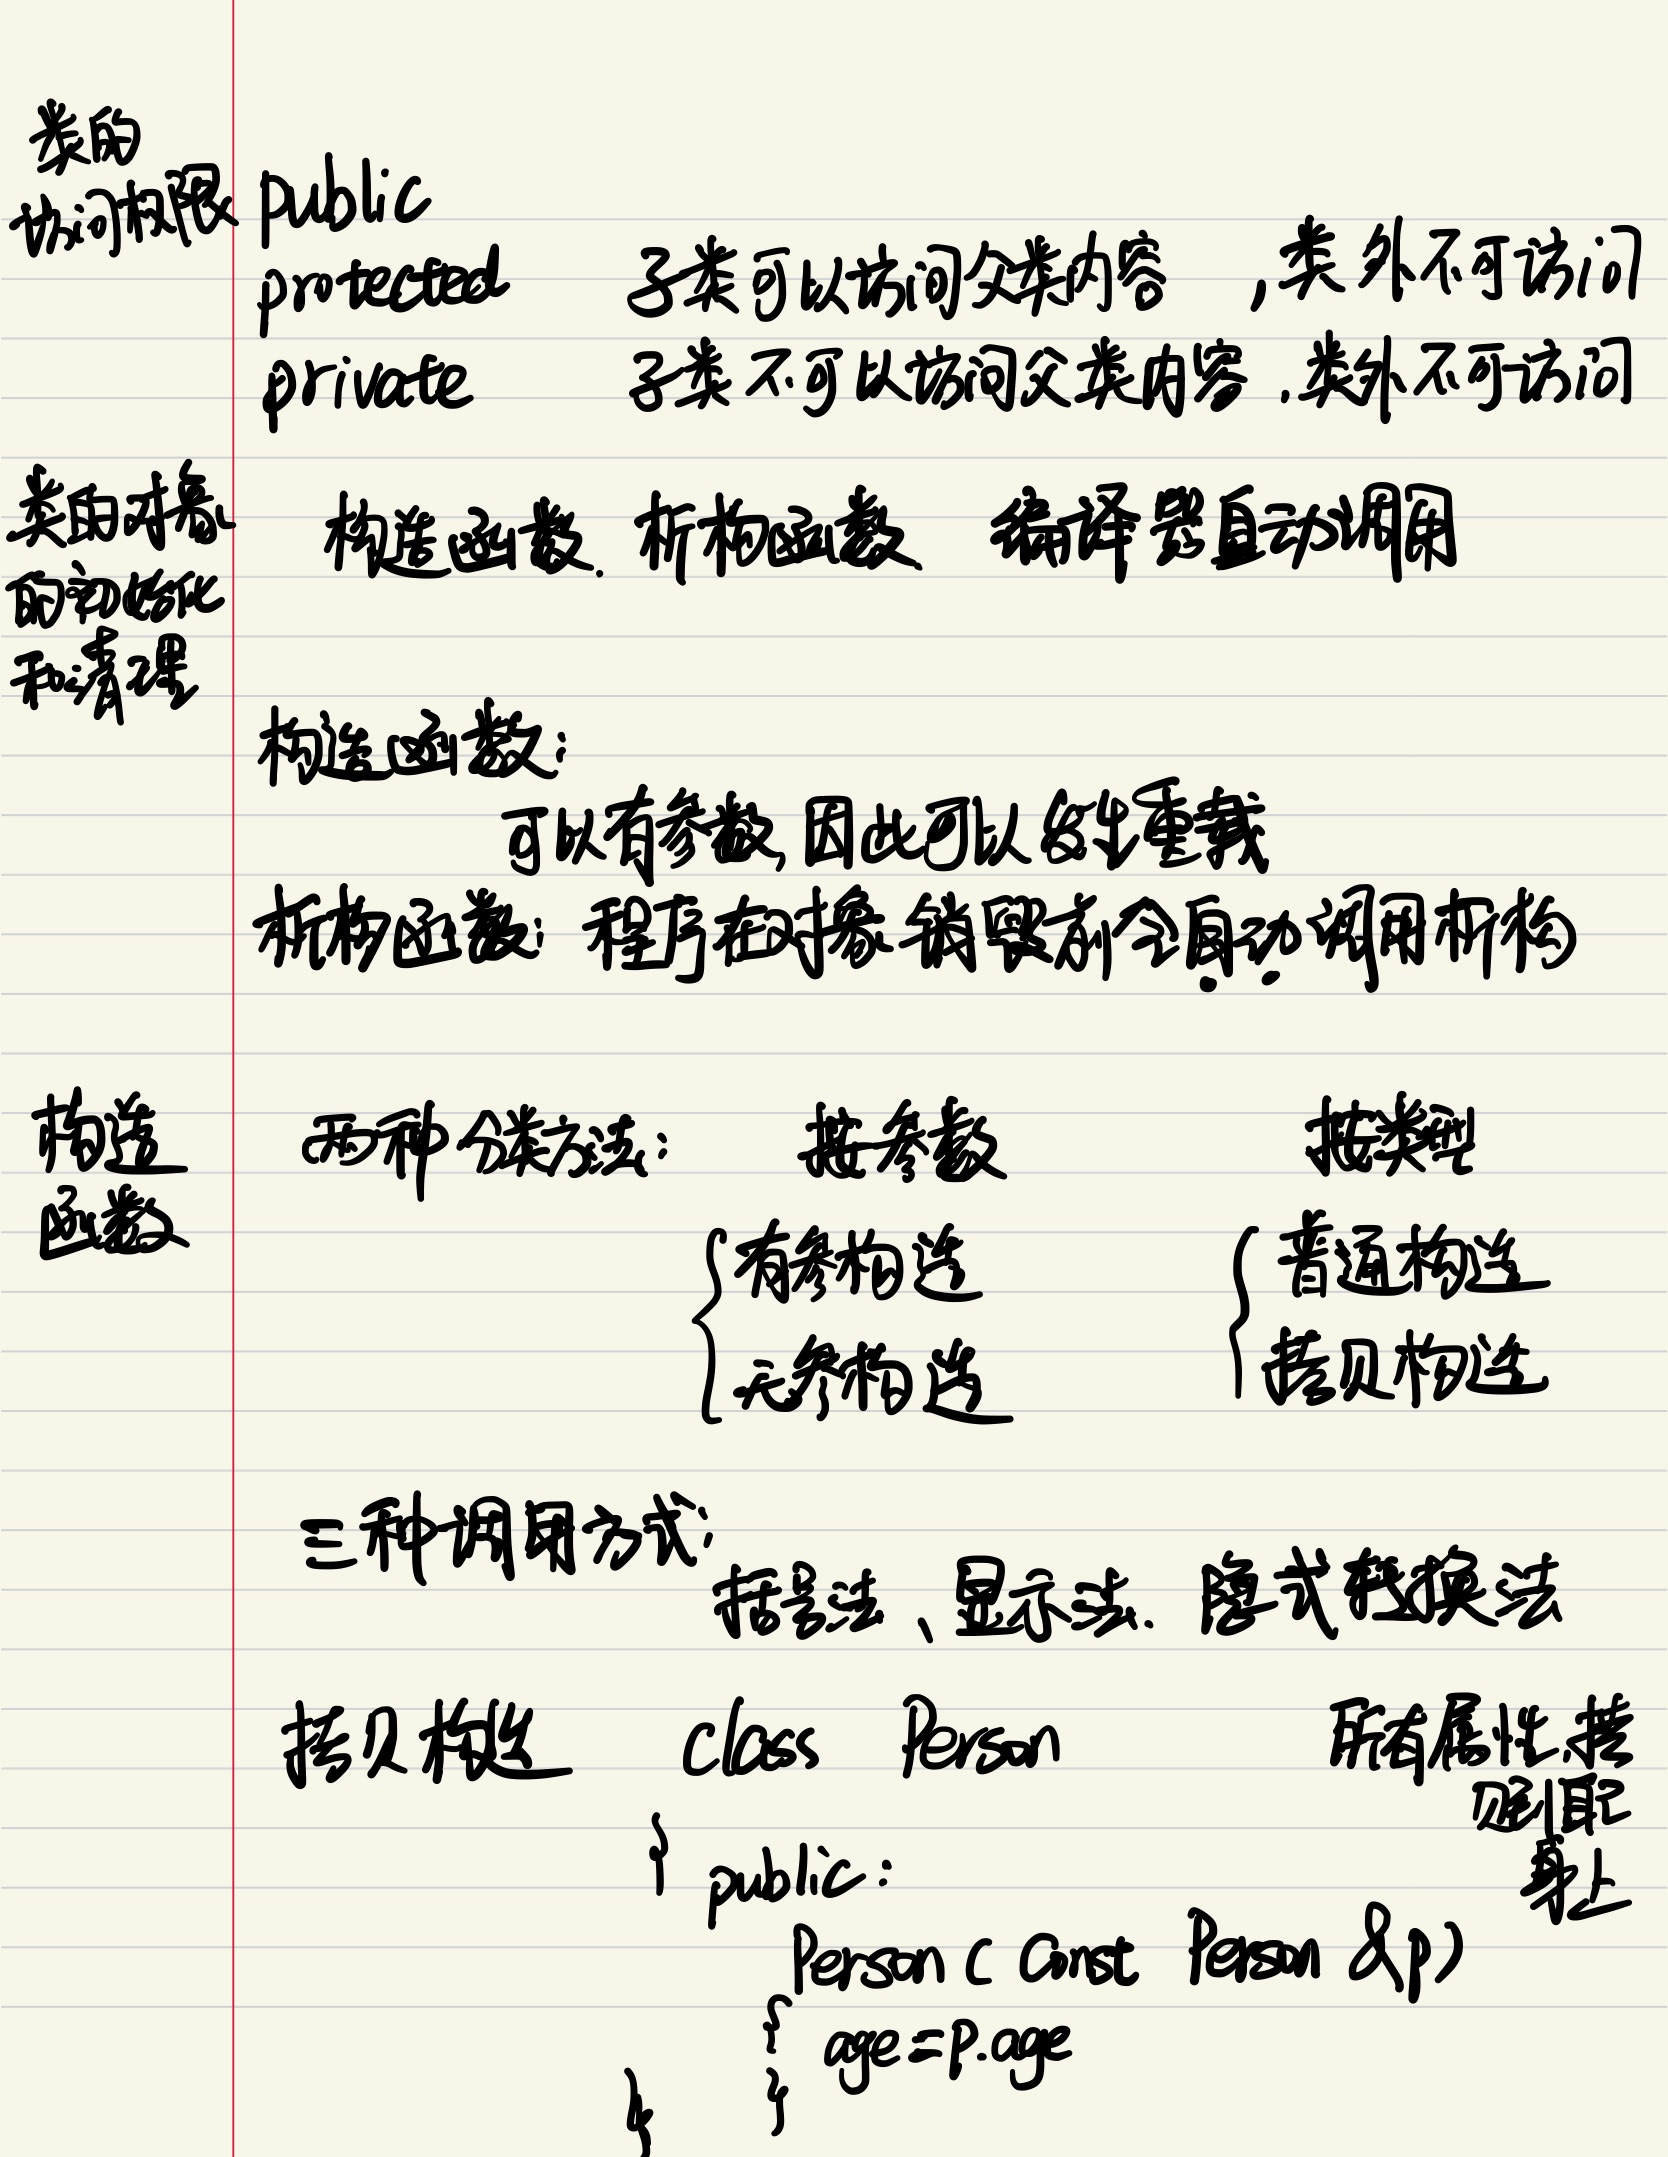 类的
访问权限
public
protected 子类可以访问父类内容 ,类外不可访问
private 子类不可以访问父类内容,类外不可访问
类的对象
的初始化
和清理
构造函数、析构函数 编译器自动调用
构造函数:
可以有参数,因此可以发生重载
析构函数: 程序在对象销毁前会自动调用析构
构造
函数
两种分类方法: 按参数 按类型
{ 有参构造 { 普通构造
无参构造 拷贝构造
三种调用方式:
括号法、显示法、隐式转换法
拷贝构造 class Person 所有属性,拷
贝到自己
身上
{
public:
Person ( Const Person &p)
{ age=p.age
}
}